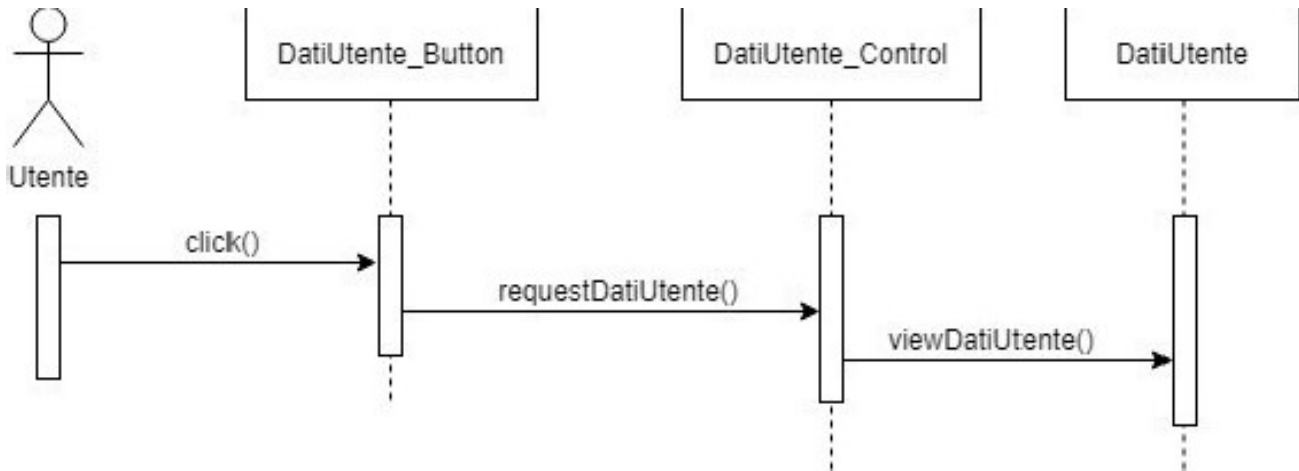 DatiUtente_Button
DatiUtente_Control
DatiUtente
Utente
click()
requestDatiUtente()
viewDatiUtente()